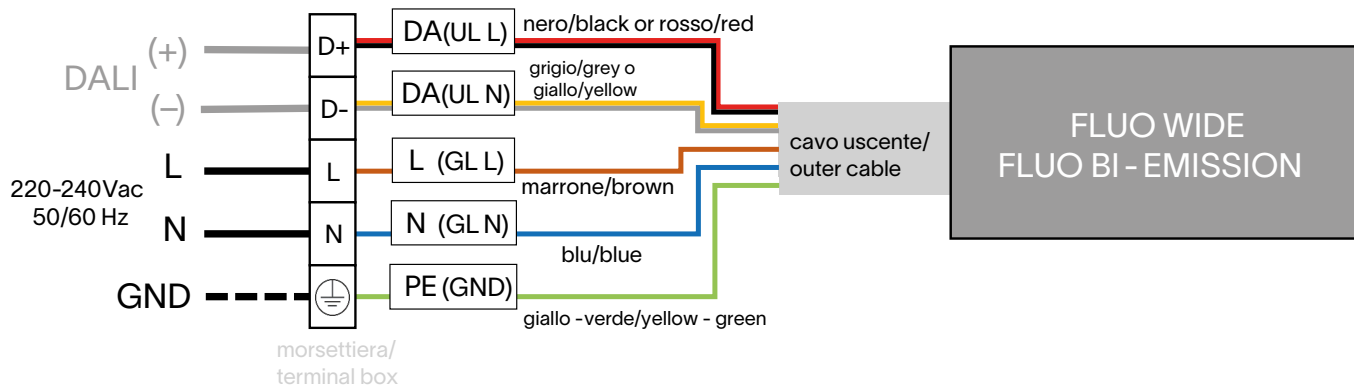 (+)
DALI
(–)
L
220-240Vac
50/60 Hz
N
GND
D+
D-
L
N
morsettiera/
terminal box
DA(UL L)
nero/black or rosso/red
DA(UL N)
grigio/grey o
giallo/yellow
L (GL L)
marrone/brown
N (GL N)
blu/blue
PE (GND)
giallo -verde/yellow - green
cavo uscente/
outer cable
FLUO WIDE
FLUO BI - EMISSION